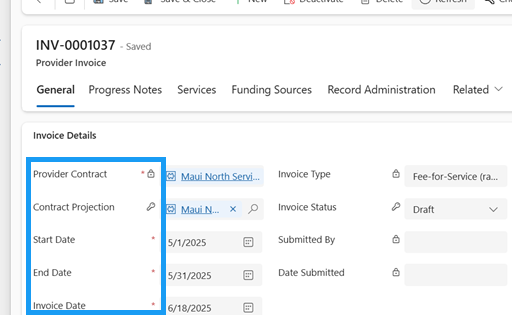 Save
Save & Close
New
Deactivate
Delete
Refresh
INV-0001037 - Saved
Provider Invoice
General Progress Notes Services Funding Sources Record Administration Related
Invoice Details
Provider Contract * Maui North Servi... Invoice Type Fee-for-Service (ra...
Contract Projection Maui N... Invoice Status Draft
Start Date * 5/1/2025 Submitted By
End Date * 5/31/2025 Date Submitted
Invoice Date * 6/18/2025